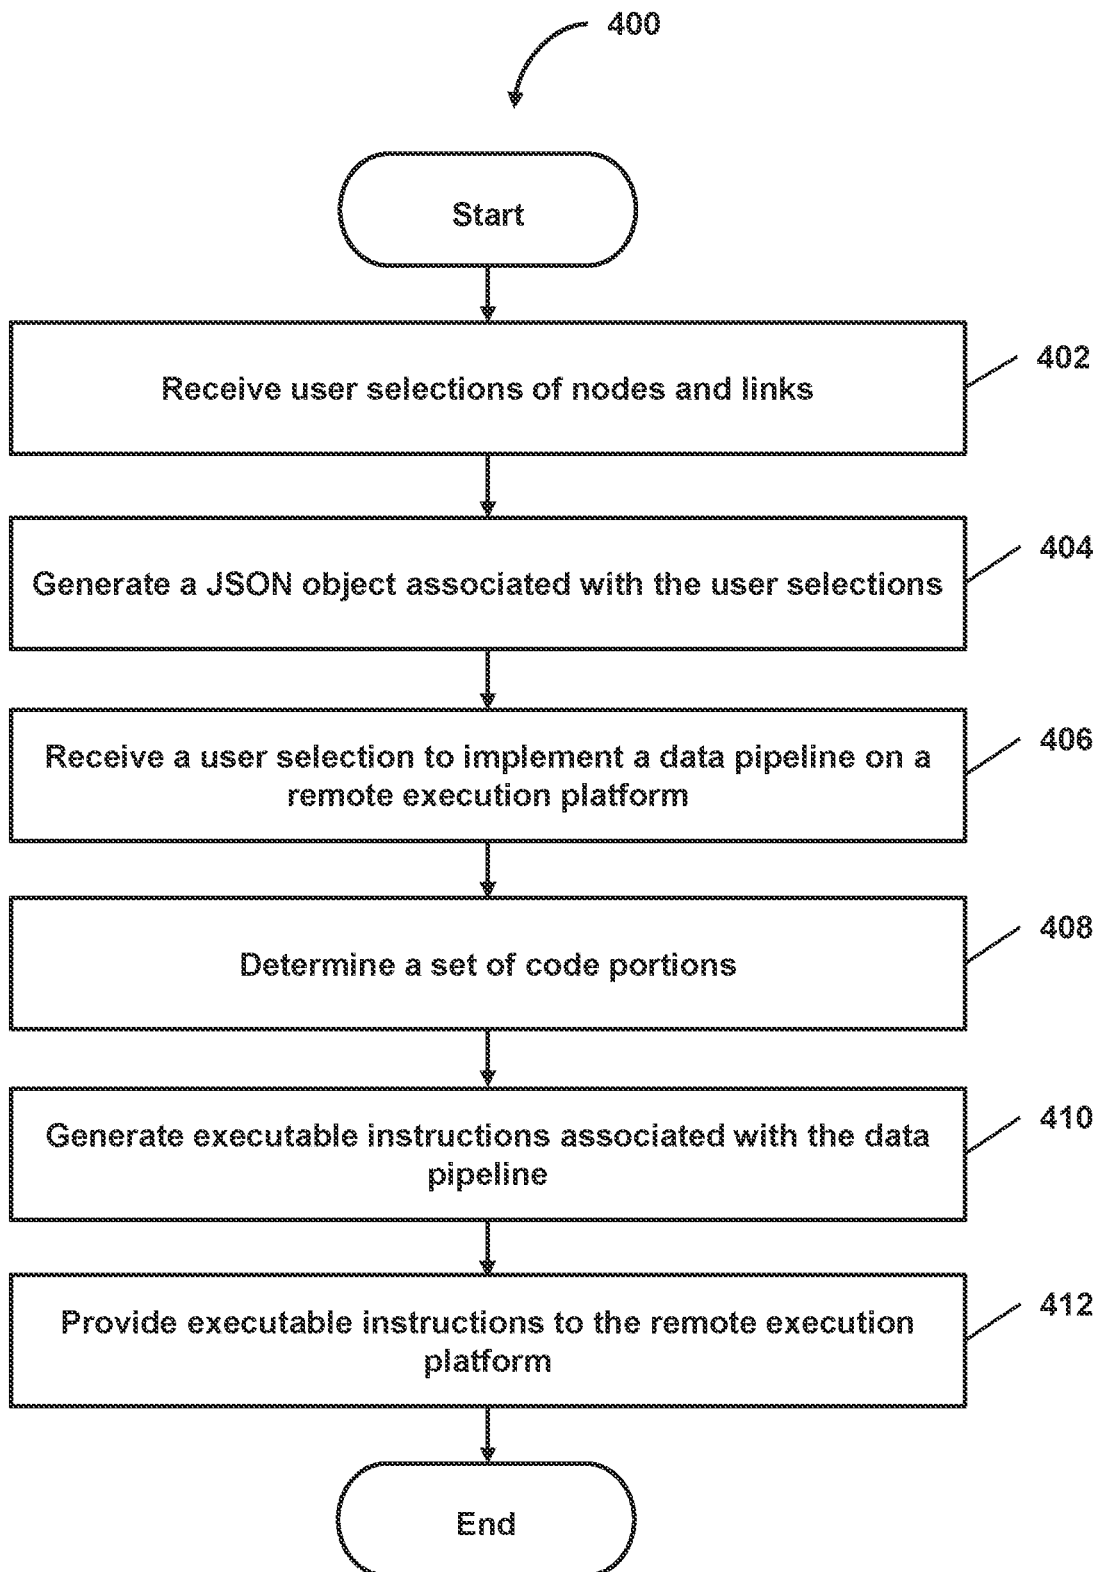 400
Start
402
Receive user selections of nodes and links
404
Generate a JSON object associated with the user selections
406
Receive a user selection to implement a data pipeline on a
remote execution platform
408
Determine a set of code portions
410
Generate executable instructions associated with the data
pipeline
412
Provide executable instructions to the remote execution
platform
End